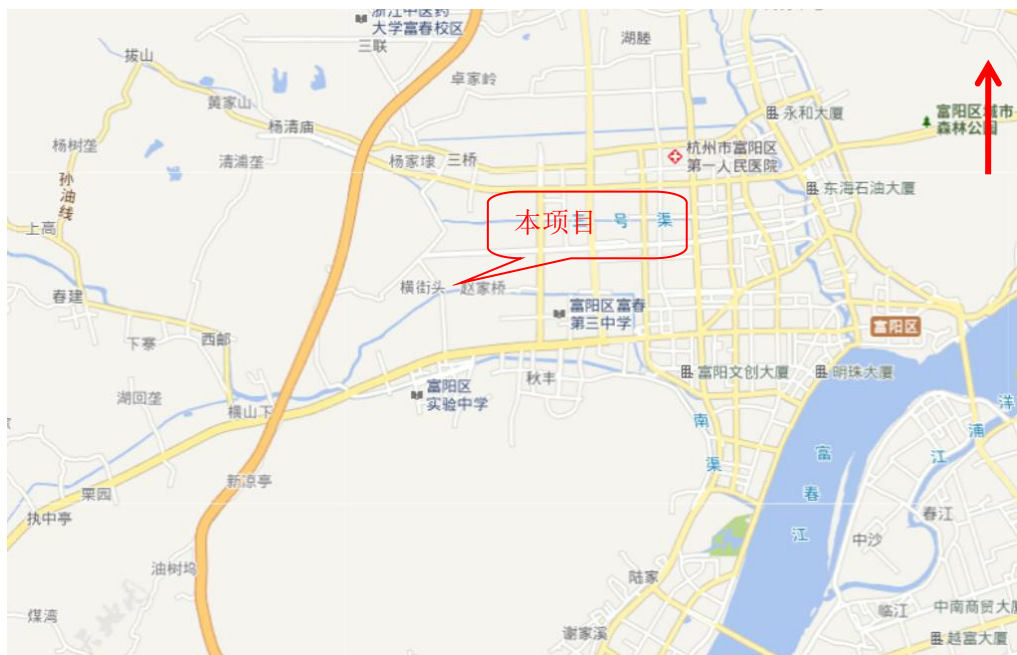 浙江中医药
大学富春校区
三联
湖塍
拔山
卓家岭
黄家山
永和大厦
富阳区城市
森林公园
杨清庙
杨树垄
清浦垄
杨家埭
三桥
杭州市富阳区
第一人民医院
孙油线
东海石油大厦
本项目
号渠
上高
横街头
赵家桥
春建
富阳区富春
第三中学
富阳区
下寨
西邮
富阳文创大厦
明珠大厦
秋丰
富阳区
实验中学
湖回垄
横山下
洋
浦
江
南渠
富春江
新凉亭
栗园
执中亭
春江
中沙
油树坞
陆家
煤湾
临江
中南商贸大厦
谢家溪
越富大厦